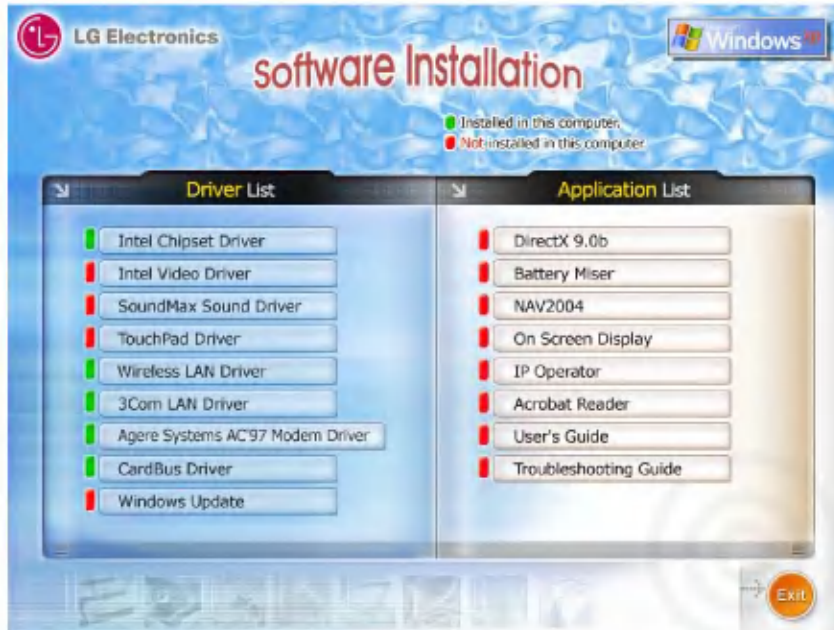 LG Electronics
Windows xp
Software Installation
Installed in this computer.
Not installed in this computer
Driver List
Intel Chipset Driver
Intel Video Driver
SoundMax Sound Driver
TouchPad Driver
Wireless LAN Driver
3Com LAN Driver
Agere Systems AC'97 Modem Driver
CardBus Driver
Windows Update
Application List
DirectX 9.0b
Battery Miser
NAV2004
On Screen Display
IP Operator
Acrobat Reader
User's Guide
Troubleshooting Guide
Exit